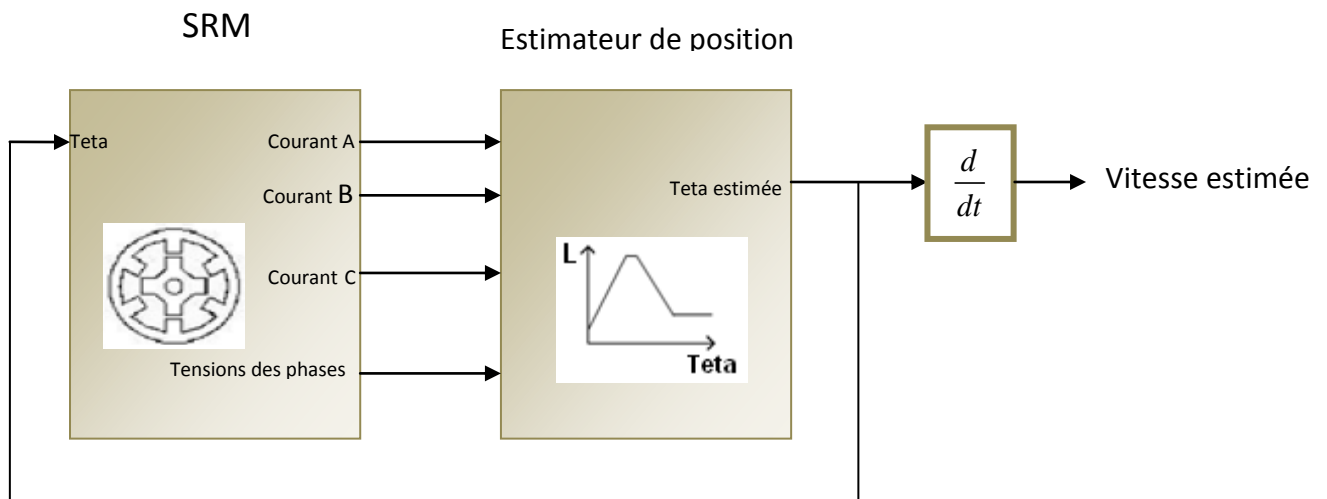 SRM
Estimateur de position
Teta
Courant A
Courant B
Courant C
Tensions des phases
Teta estimée
L
Teta
d
dt
Vitesse estimée